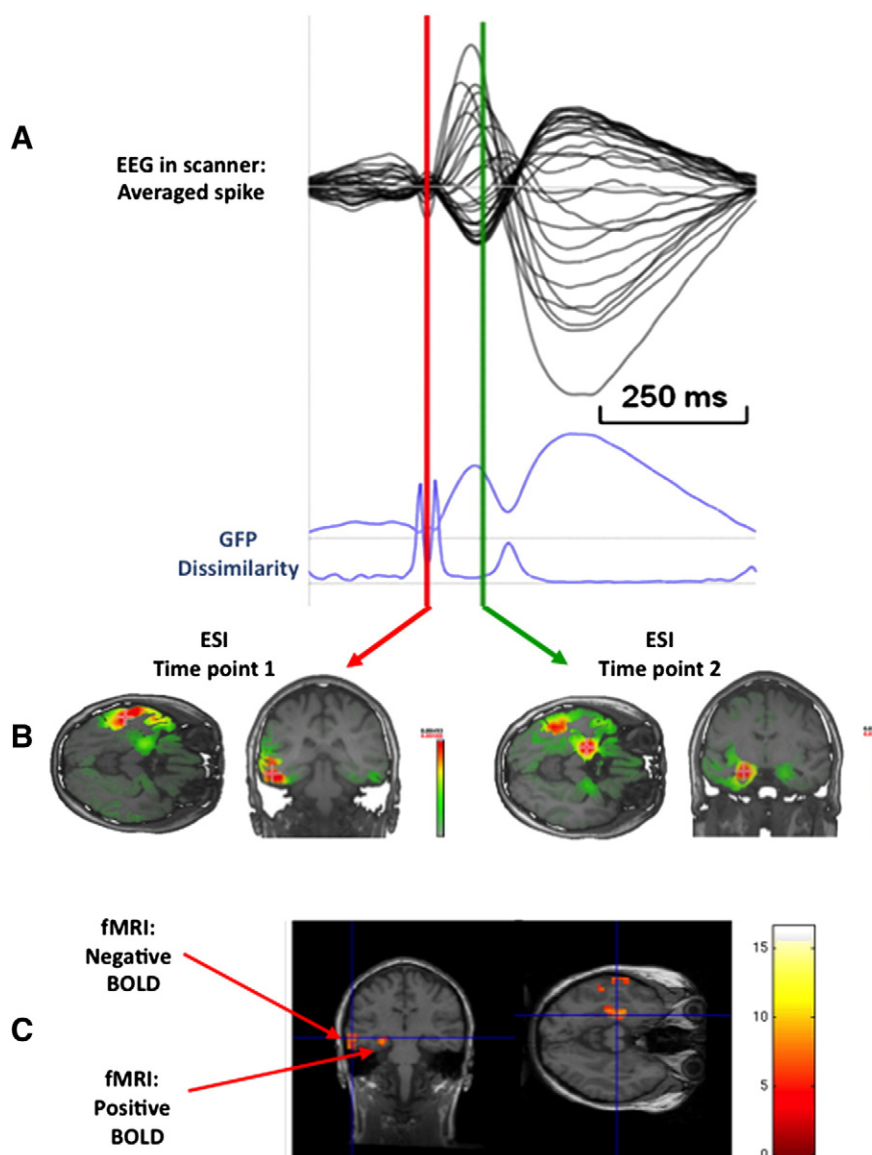 A
EEG in scanner:
Averaged spike
250 ms
GFP
Dissimilarity
ESI
Time point 1
ESI
Time point 2
B
fMRI:
Negative
BOLD
C
fMRI:
Positive
BOLD
15
10
5
0